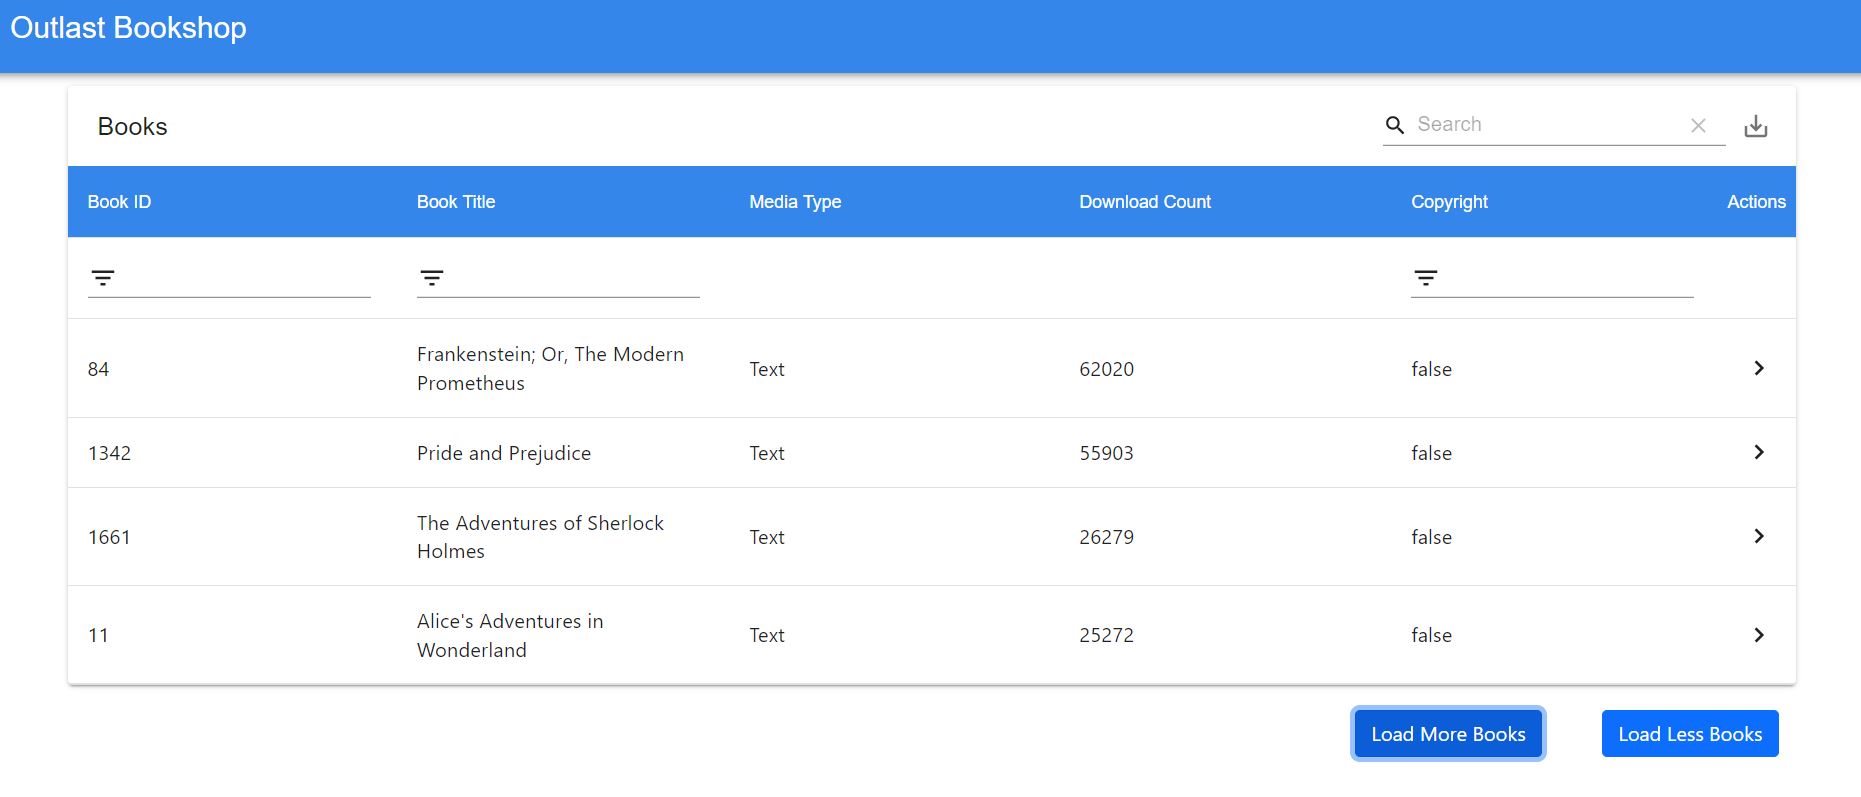 Outlast Bookshop
Books
Search
Book ID Book Title Media Type Download Count Copyright Actions
84 Frankenstein; Or, The Modern Prometheus Text 62020 false
1342 Pride and Prejudice Text 55903 false
1661 The Adventures of Sherlock Holmes Text 26279 false
11 Alice's Adventures in Wonderland Text 25272 false
Load More Books Load Less Books